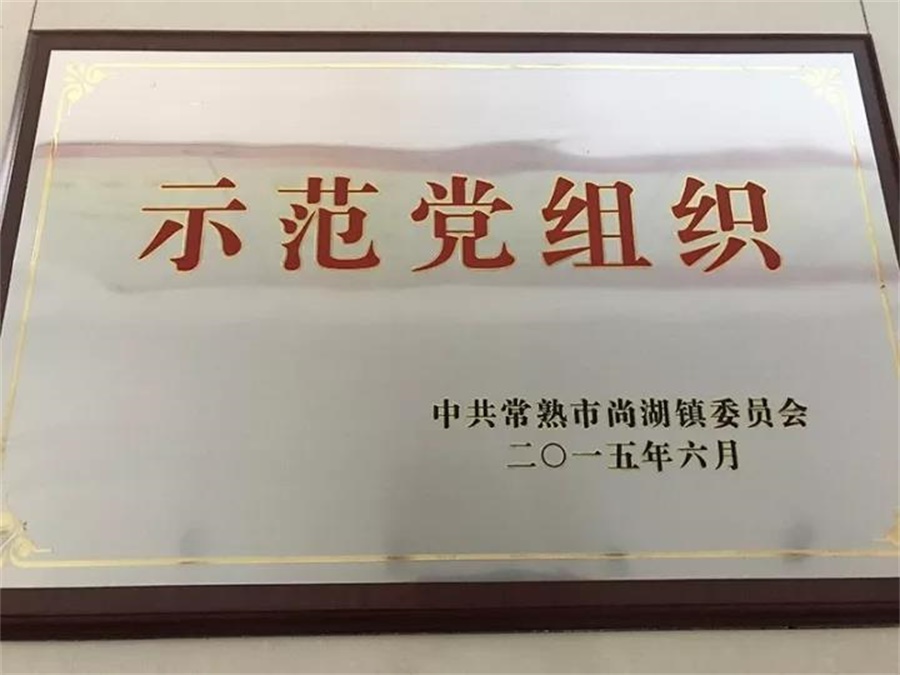 示范党组织
中共常熟市尚湖镇委员会
二〇一五年六月